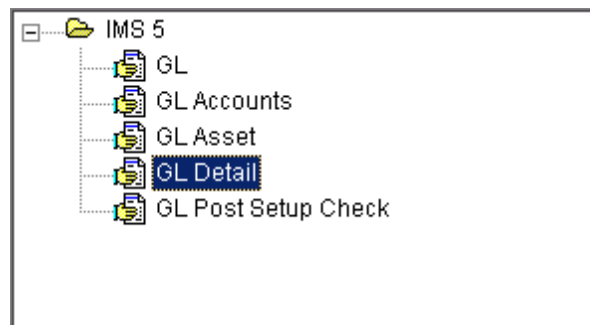 IMS 5
GL
GL Accounts
GL Asset
GL Detail
GL Post Setup Check